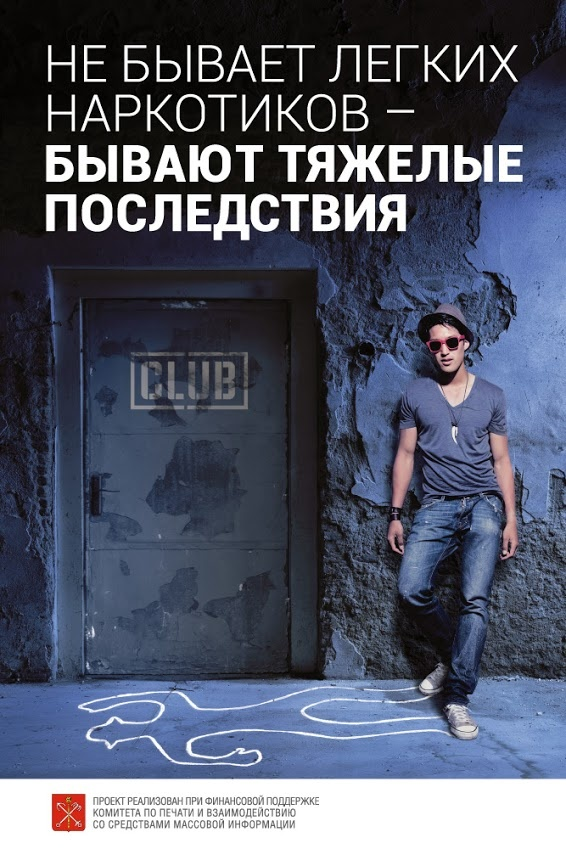 НЕ БЫВАЕТ ЛЕГКИХ
НАРКОТИКОВ –
БЫВАЮТ ТЯЖЕЛЫЕ
ПОСЛЕДСТВИЯ
CLUB
ПРОЕКТ РЕАЛИЗОВАН ПРИ ФИНАНСОВОЙ ПОДДЕРЖКЕ
КОМИТЕТА ПО ПЕЧАТИ И ВЗАИМОДЕЙСТВИЮ
СО СРЕДСТВАМИ МАССОВОЙ ИНФОРМАЦИИ